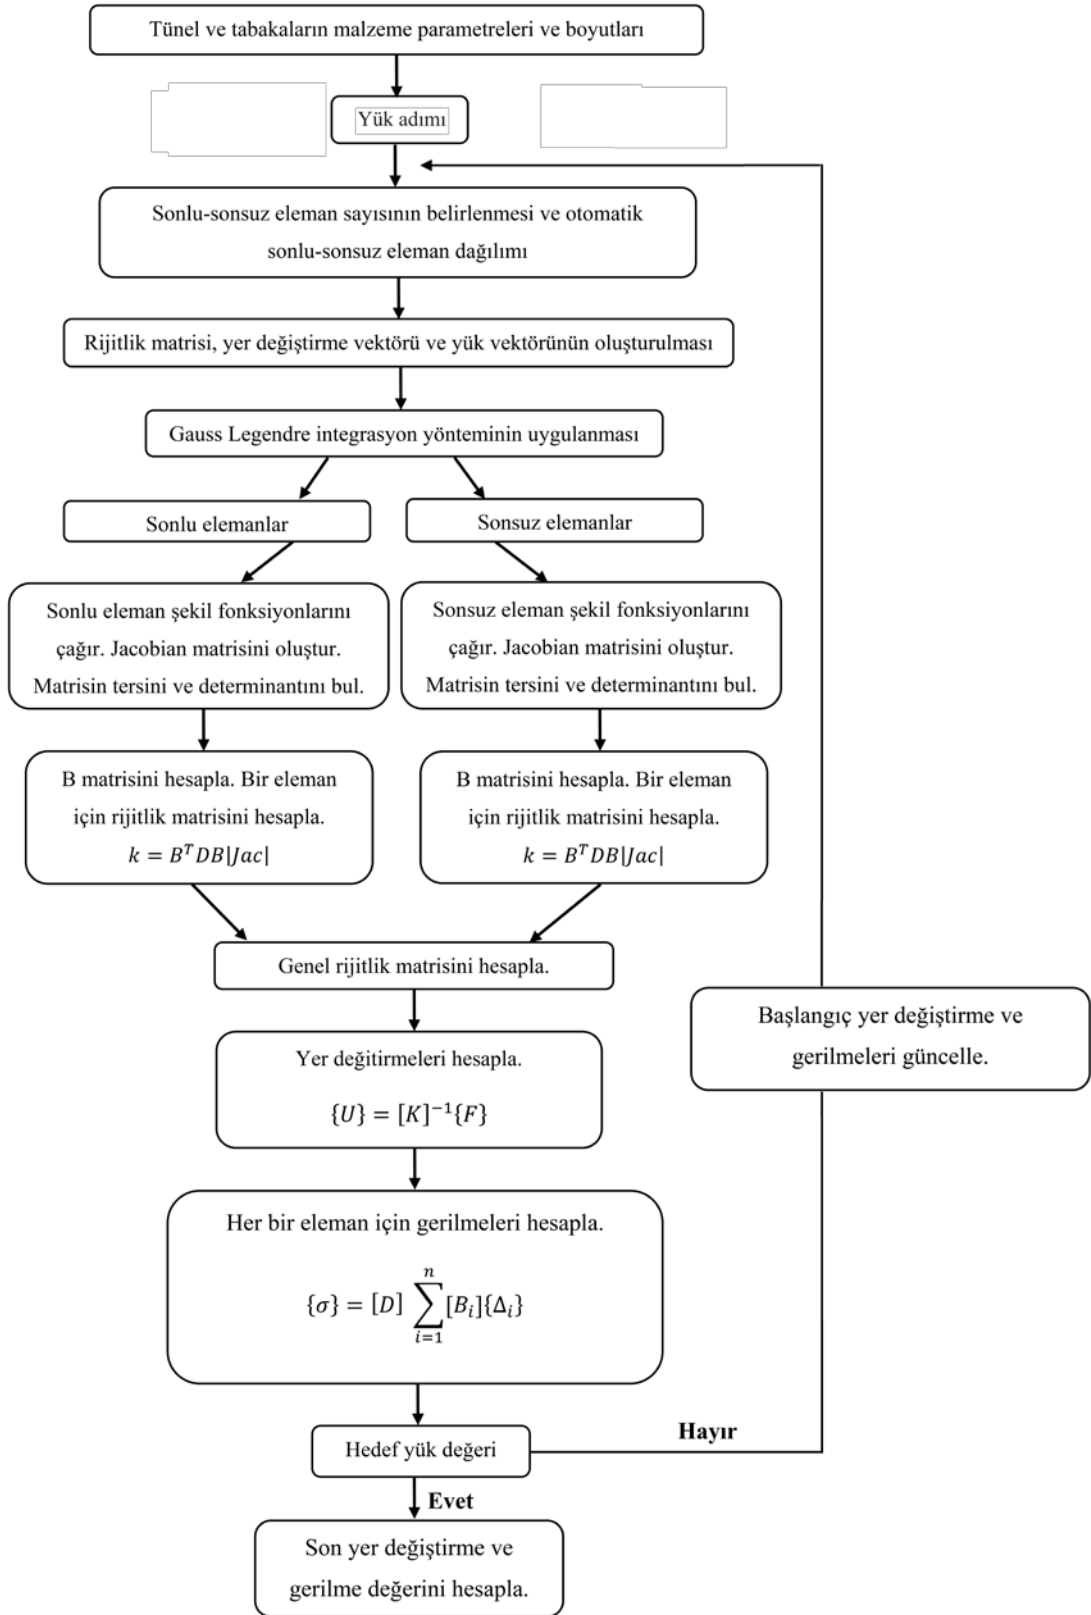 Tünel ve tabakaların malzeme parametreleri ve boyutları
Yük adımı
Sonlu-sonsuz eleman sayısının belirlenmesi ve otomatik
sonlu-sonsuz eleman dağılımı
Rijitlik matrisi, yer değiştirme vektörü ve yük vektörünün oluşturulması
Gauss Legendre integrasyon yönteminin uygulanması
Sonlu elemanlar
Sonsuz elemanlar
Sonlu eleman şekil fonksiyonlarını
çağır. Jacobian matrisini oluştur.
Matrisin tersini ve determinantını bul.
Sonsuz eleman şekil fonksiyonlarını
çağır. Jacobian matrisini oluştur.
Matrisin tersini ve determinantını bul.
B matrisini hesapla. Bir eleman
için rijitlik matrisini hesapla.
k = B^T DB|Jac|
B matrisini hesapla. Bir eleman
için rijitlik matrisini hesapla.
k = B^T DB|Jac|
Genel rijitlik matrisini hesapla.
Başlangıç yer değiştirme ve
gerilmeleri güncelle.
Yer değitirmeleri hesapla.
{U} = [K]^{-1}{F}
Her bir eleman için gerilmeleri hesapla.
{σ} = [D] \sum_{i=1}^{n} [B_i]{Δ_i}
Hedef yük değeri
Hayır
Evet
Son yer değiştirme ve
gerilme değerini hesapla.